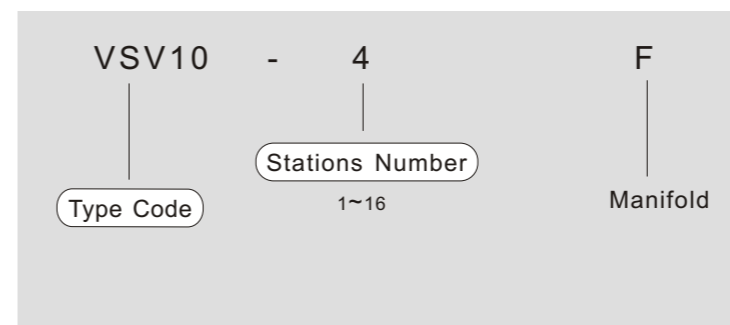 VSV10 - 4 F
Stations Number
Type Code
1~16
Manifold